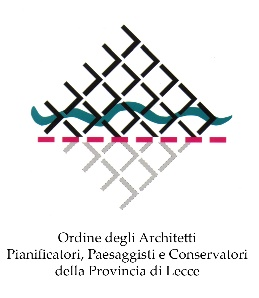 Ordine degli Architetti
Pianificatori, Paesaggisti e Conservatori
della Provincia di Lecce